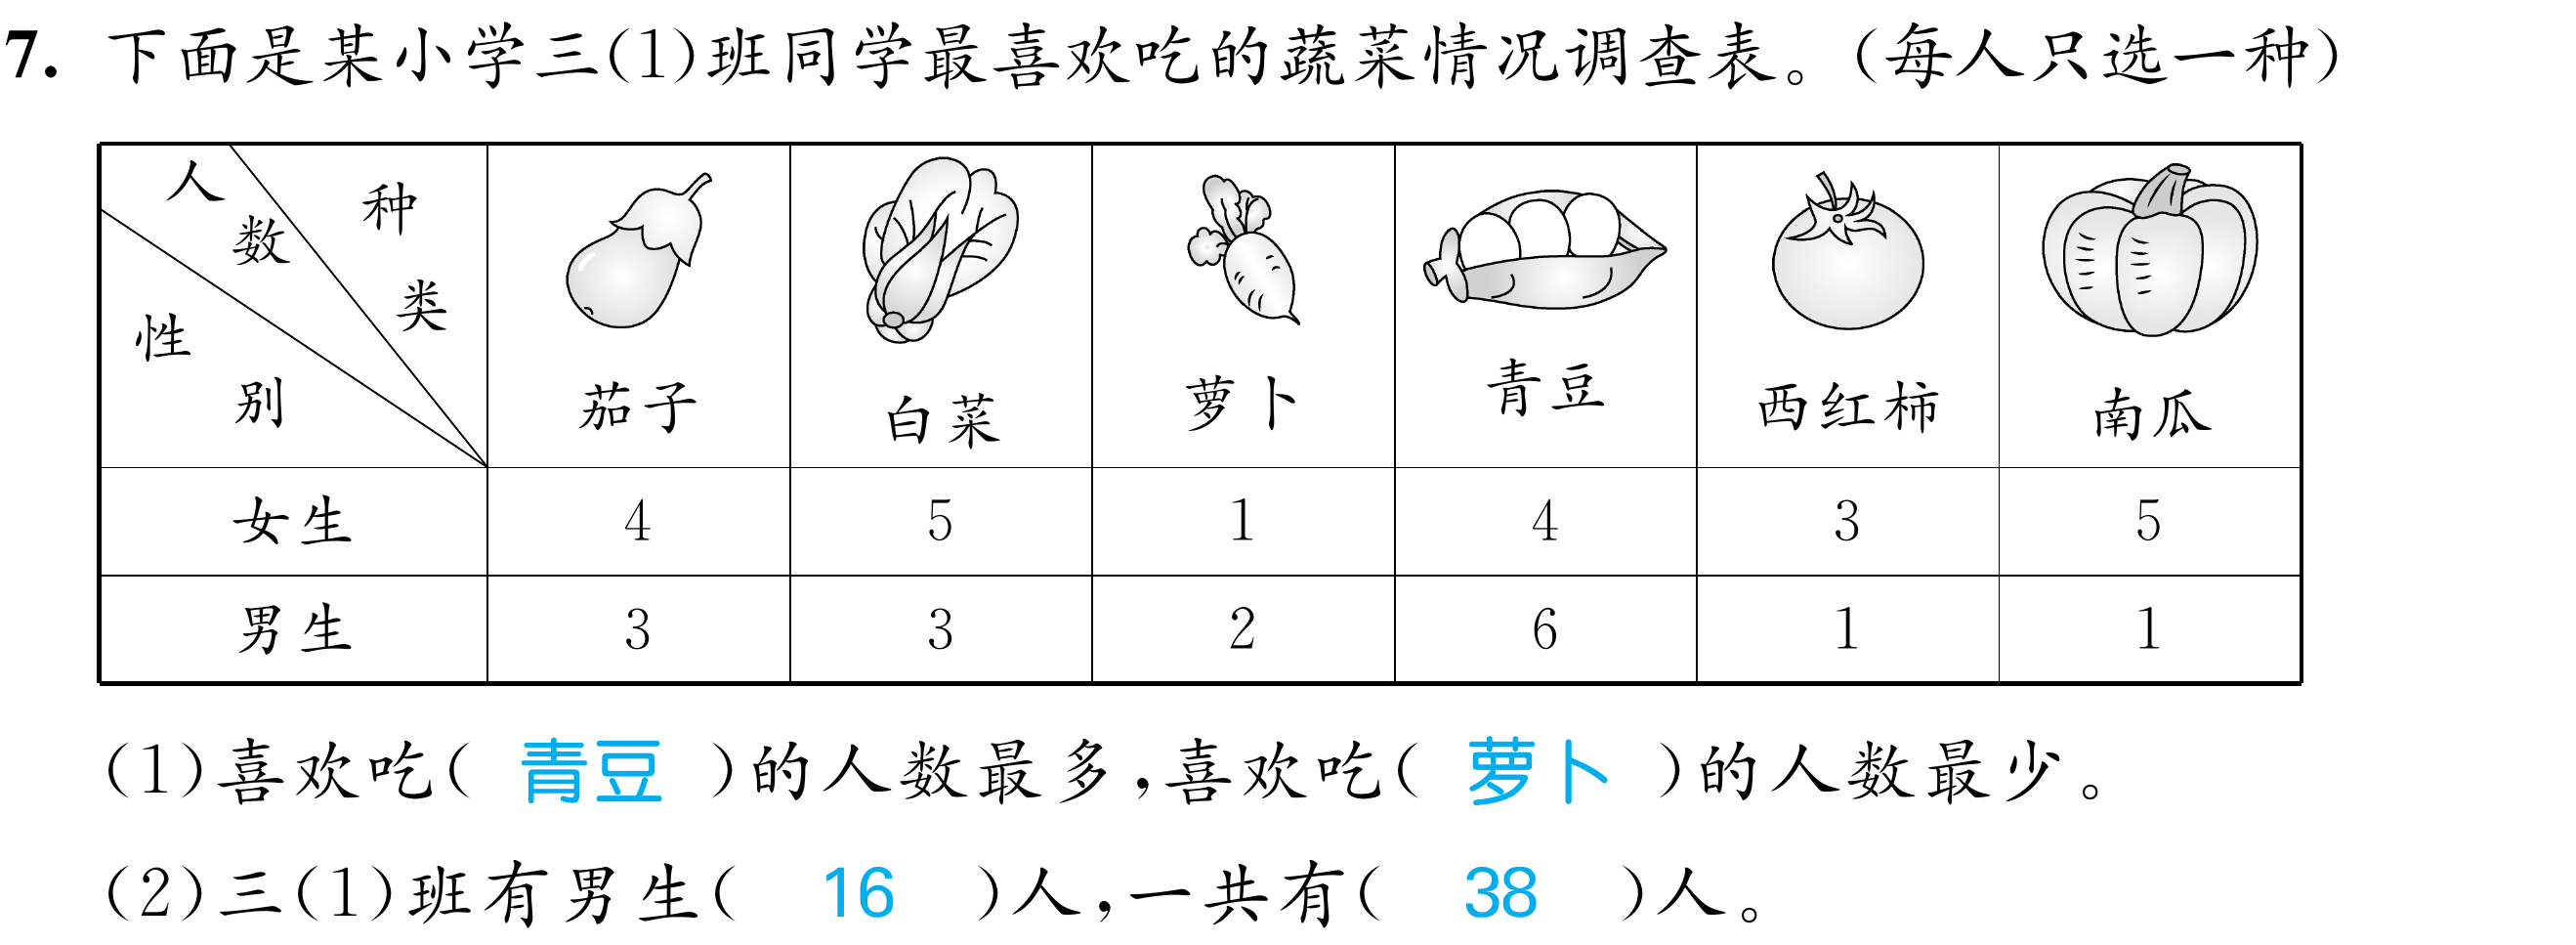 7. 下面是某小学三(1)班同学最喜欢吃的蔬菜情况调查表。(每人只选一种)
人数 种类 性别 茄子 白菜 萝卜 青豆 西红柿 南瓜
女生 4 5 1 4 3 5
男生 3 3 2 6 1 1
(1)喜欢吃( 青豆 )的人数最多,喜欢吃( 萝卜 )的人数最少。
(2)三(1)班有男生( 16 )人,一共有( 38 )人。